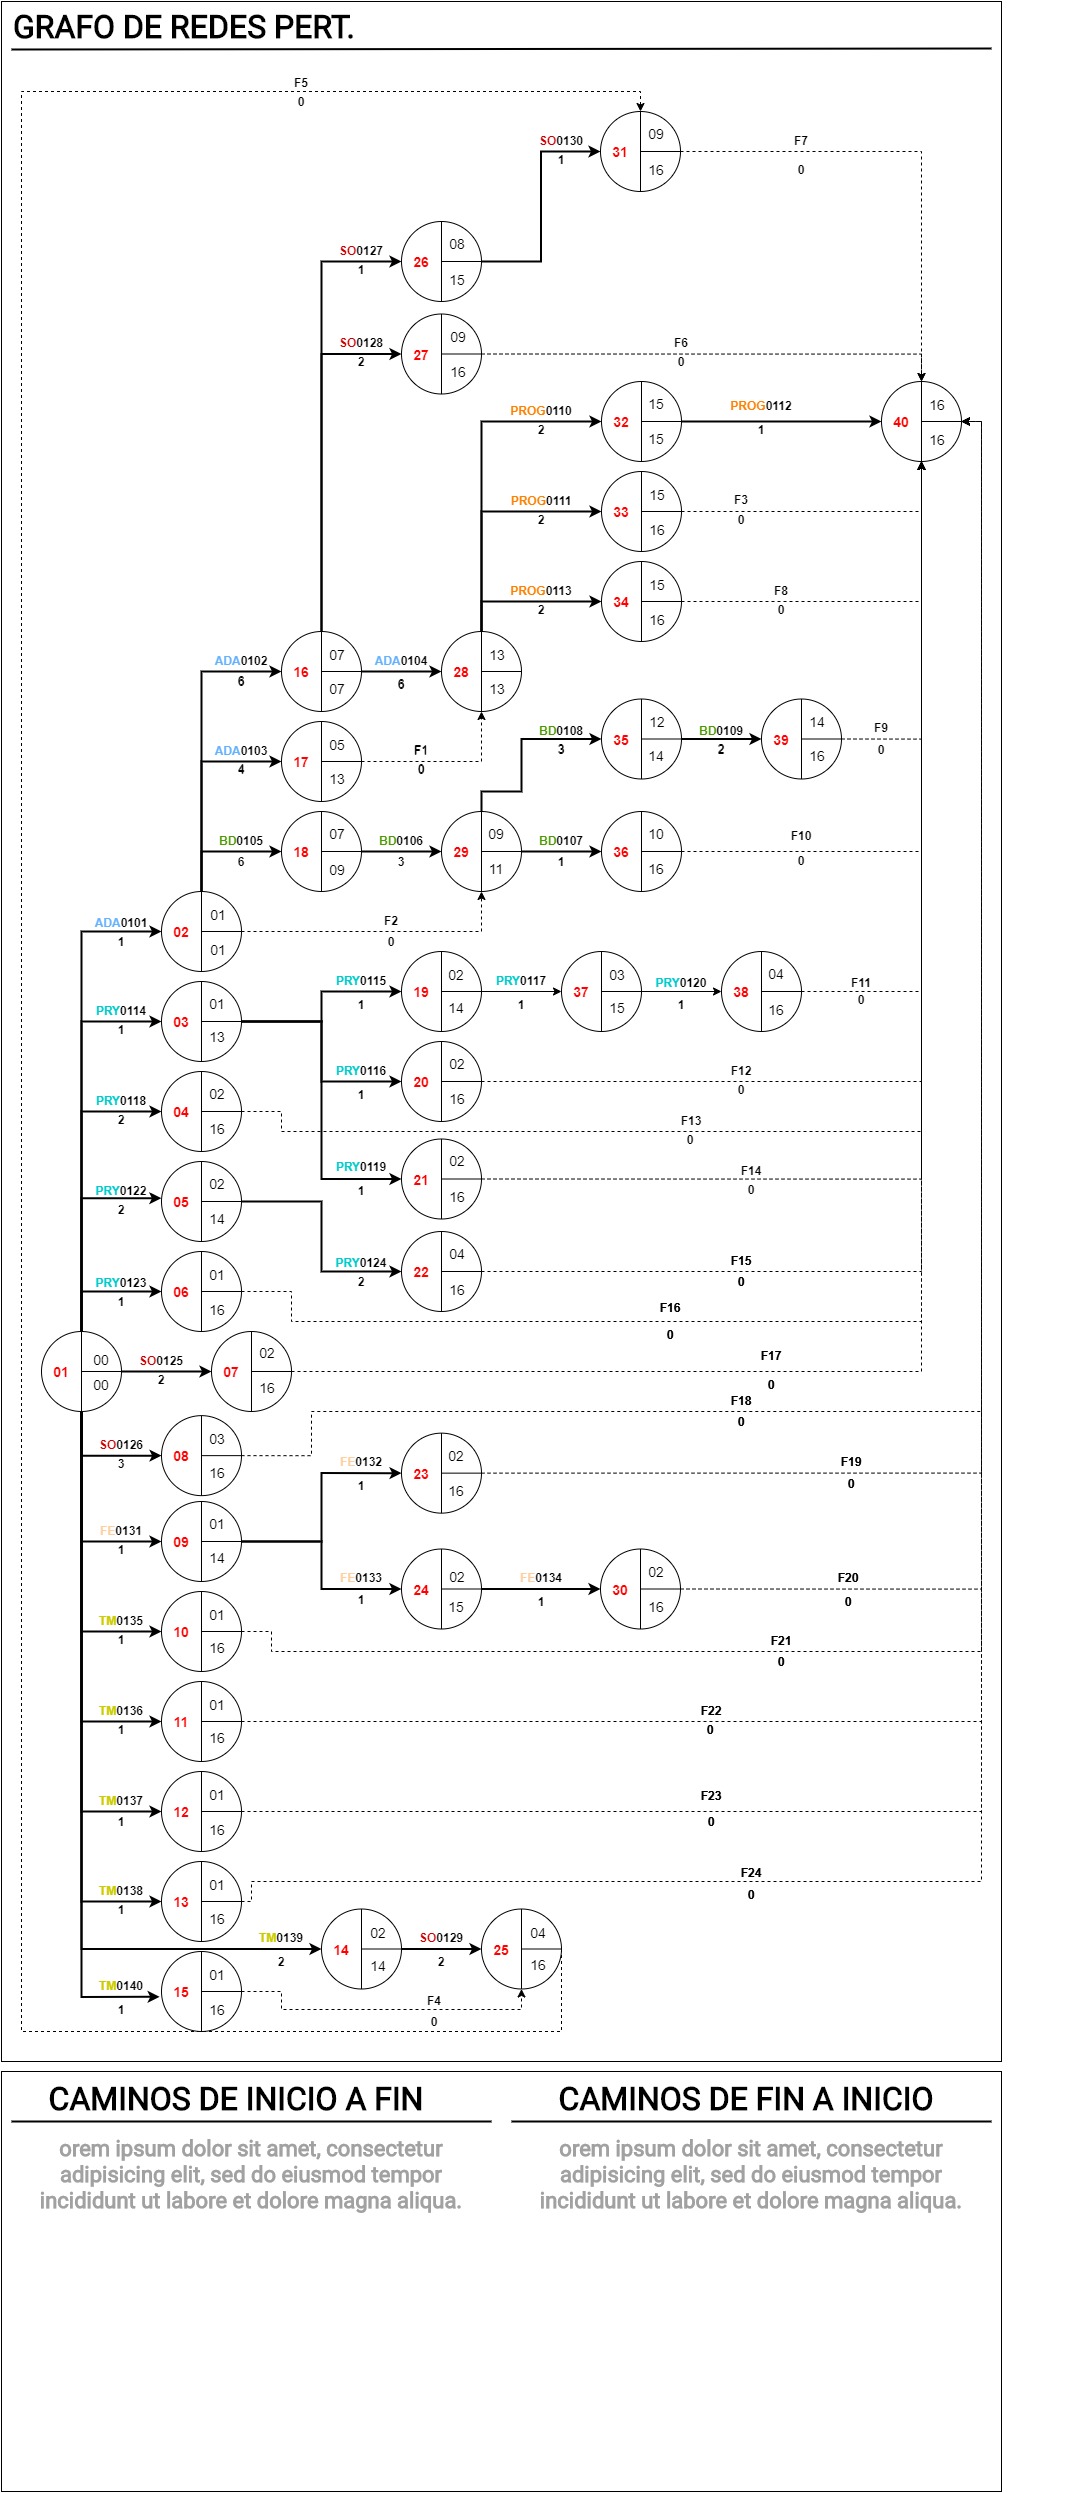 GRAFO DE REDES PERT.
F5
0
SO0130
1
31
09
16
F7
0
SO0127
1
26
08
15
SO0128
2
27
09
16
F6
0
PROG0110
2
32
15
15
PROG0112
1
40
16
16
PROG0111
2
33
15
16
F3
0
PROG0113
2
34
15
16
F8
0
ADA0102
6
16
07
07
ADA0104
6
28
13
13
ADA0103
4
17
05
13
F1
0
BD0108
3
35
12
14
BD0109
2
39
14
16
F9
0
BD0105
6
18
07
09
BD0106
3
29
09
11
BD0107
1
36
10
16
F10
0
ADA0101
1
02
01
01
F2
0
PRY0114
1
03
01
13
PRY0115
1
19
02
14
PRY0117
1
37
03
15
PRY0120
1
38
04
16
F11
0
PRY0116
1
20
02
16
F12
0
PRY0118
2
04
02
16
F13
0
PRY0119
1
21
02
16
F14
0
PRY0122
2
05
02
14
PRY0124
2
22
04
16
F15
0
PRY0123
1
06
01
16
F16
0
01
00
00
SO0125
2
07
02
16
F17
0
SO0126
3
08
03
16
F18
0
FE0132
1
23
02
16
F19
0
FE0131
1
09
01
14
FE0133
1
24
02
15
FE0134
1
30
02
16
F20
0
TM0135
1
10
01
16
F21
0
TM0136
1
11
01
16
F22
0
TM0137
1
12
01
16
F23
0
TM0138
1
13
01
16
F24
0
TM0139
2
14
02
14
SO0129
2
25
04
16
TM0140
1
15
01
16
F4
0
CAMINOS DE INICIO A FIN
orem ipsum dolor sit amet, consectetur
adipisicing elit, sed do eiusmod tempor
incididunt ut labore et dolore magna aliqua.
CAMINOS DE FIN A INICIO
orem ipsum dolor sit amet, consectetur
adipisicing elit, sed do eiusmod tempor
incididunt ut labore et dolore magna aliqua.